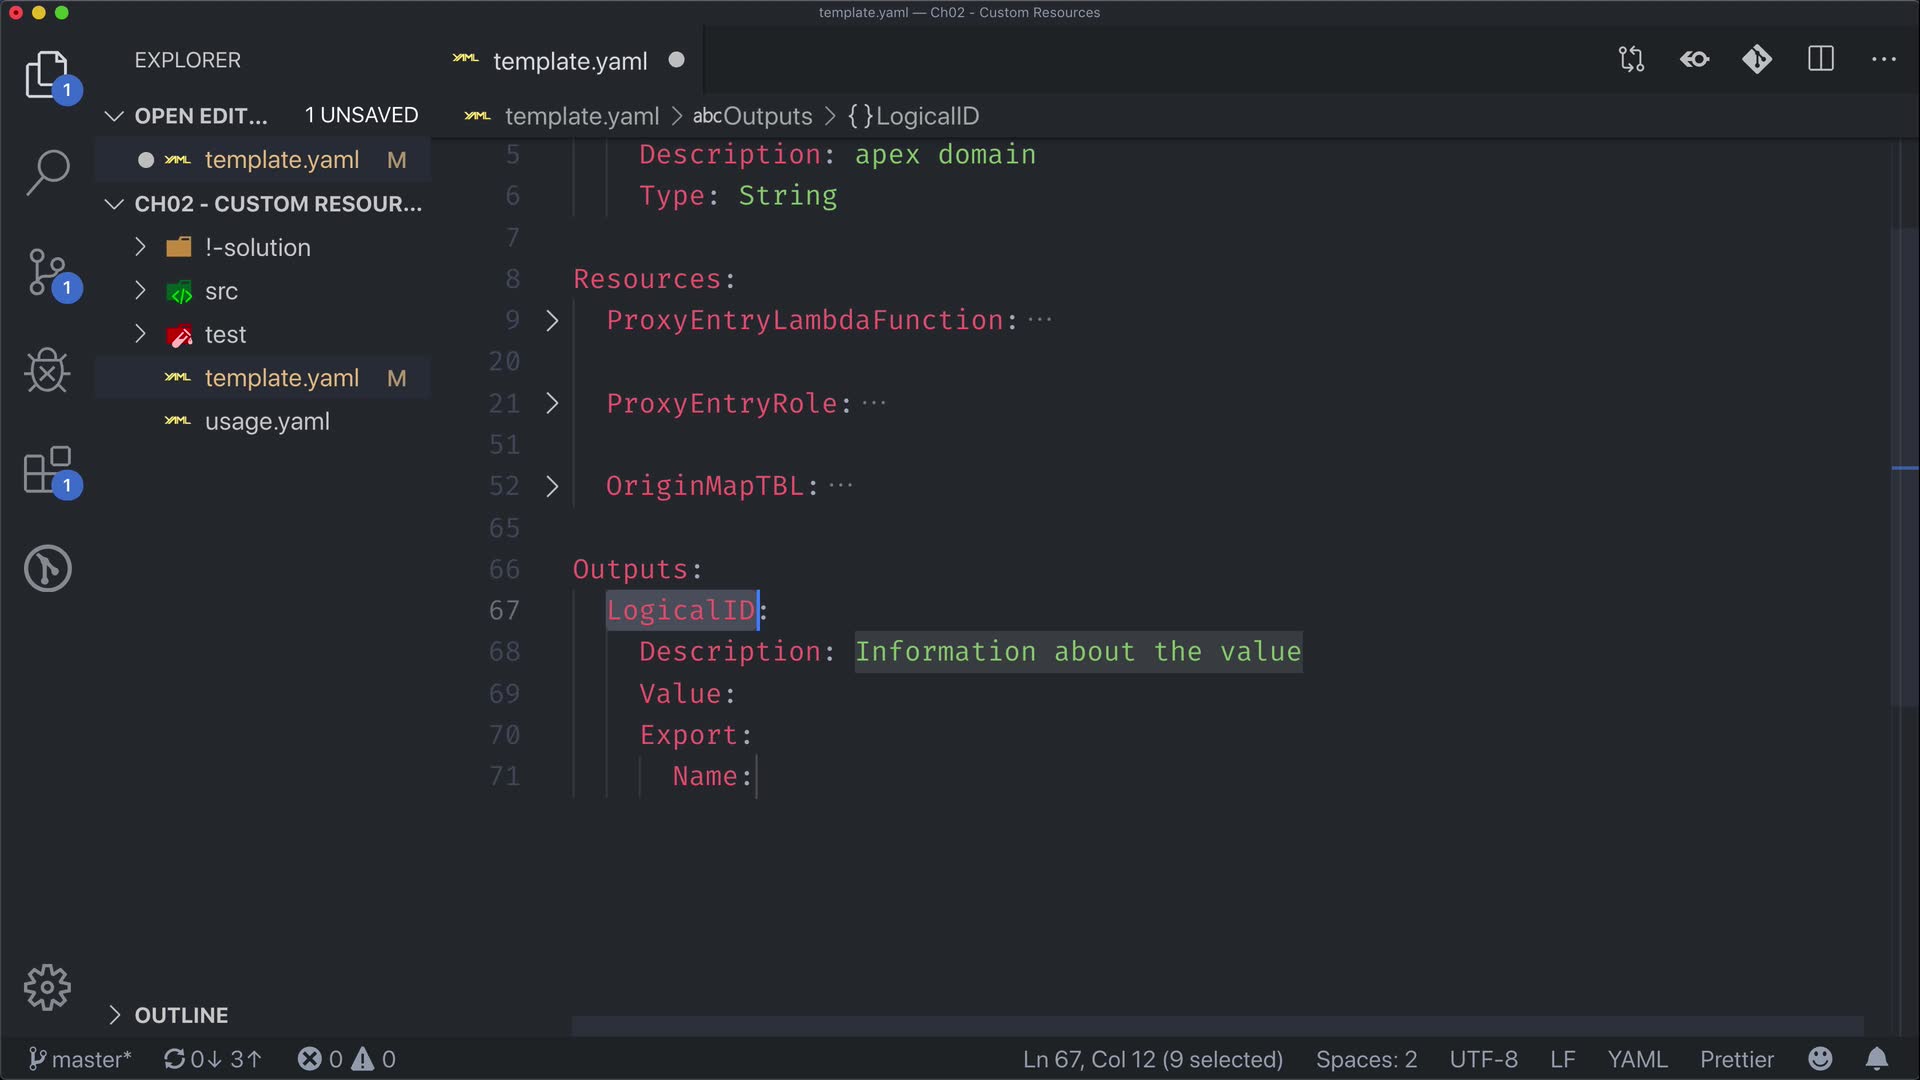 template.yaml — Ch02 - Custom Resources
EXPLORER
template.yaml
1
OPEN EDIT... 1 UNSAVED
template.yaml > abcOutputs > {}LogicalID
template.yaml M
CH02 - CUSTOM RESOUR...
!-solution
src
test
template.yaml M
usage.yaml
1
1
5 Description: apex domain
6 Type: String
7
8 Resources:
9 ProxyEntryLambdaFunction:...
20
21 ProxyEntryRole:...
51
52 OriginMapTBL:...
65
66 Outputs:
67 LogicalID:
68 Description: Information about the value
69 Value:
70 Export:
71 Name:
OUTLINE
master* 0↓ 3↑ 0 0 Ln 67, Col 12 (9 selected) Spaces: 2 UTF-8 LF YAML Prettier